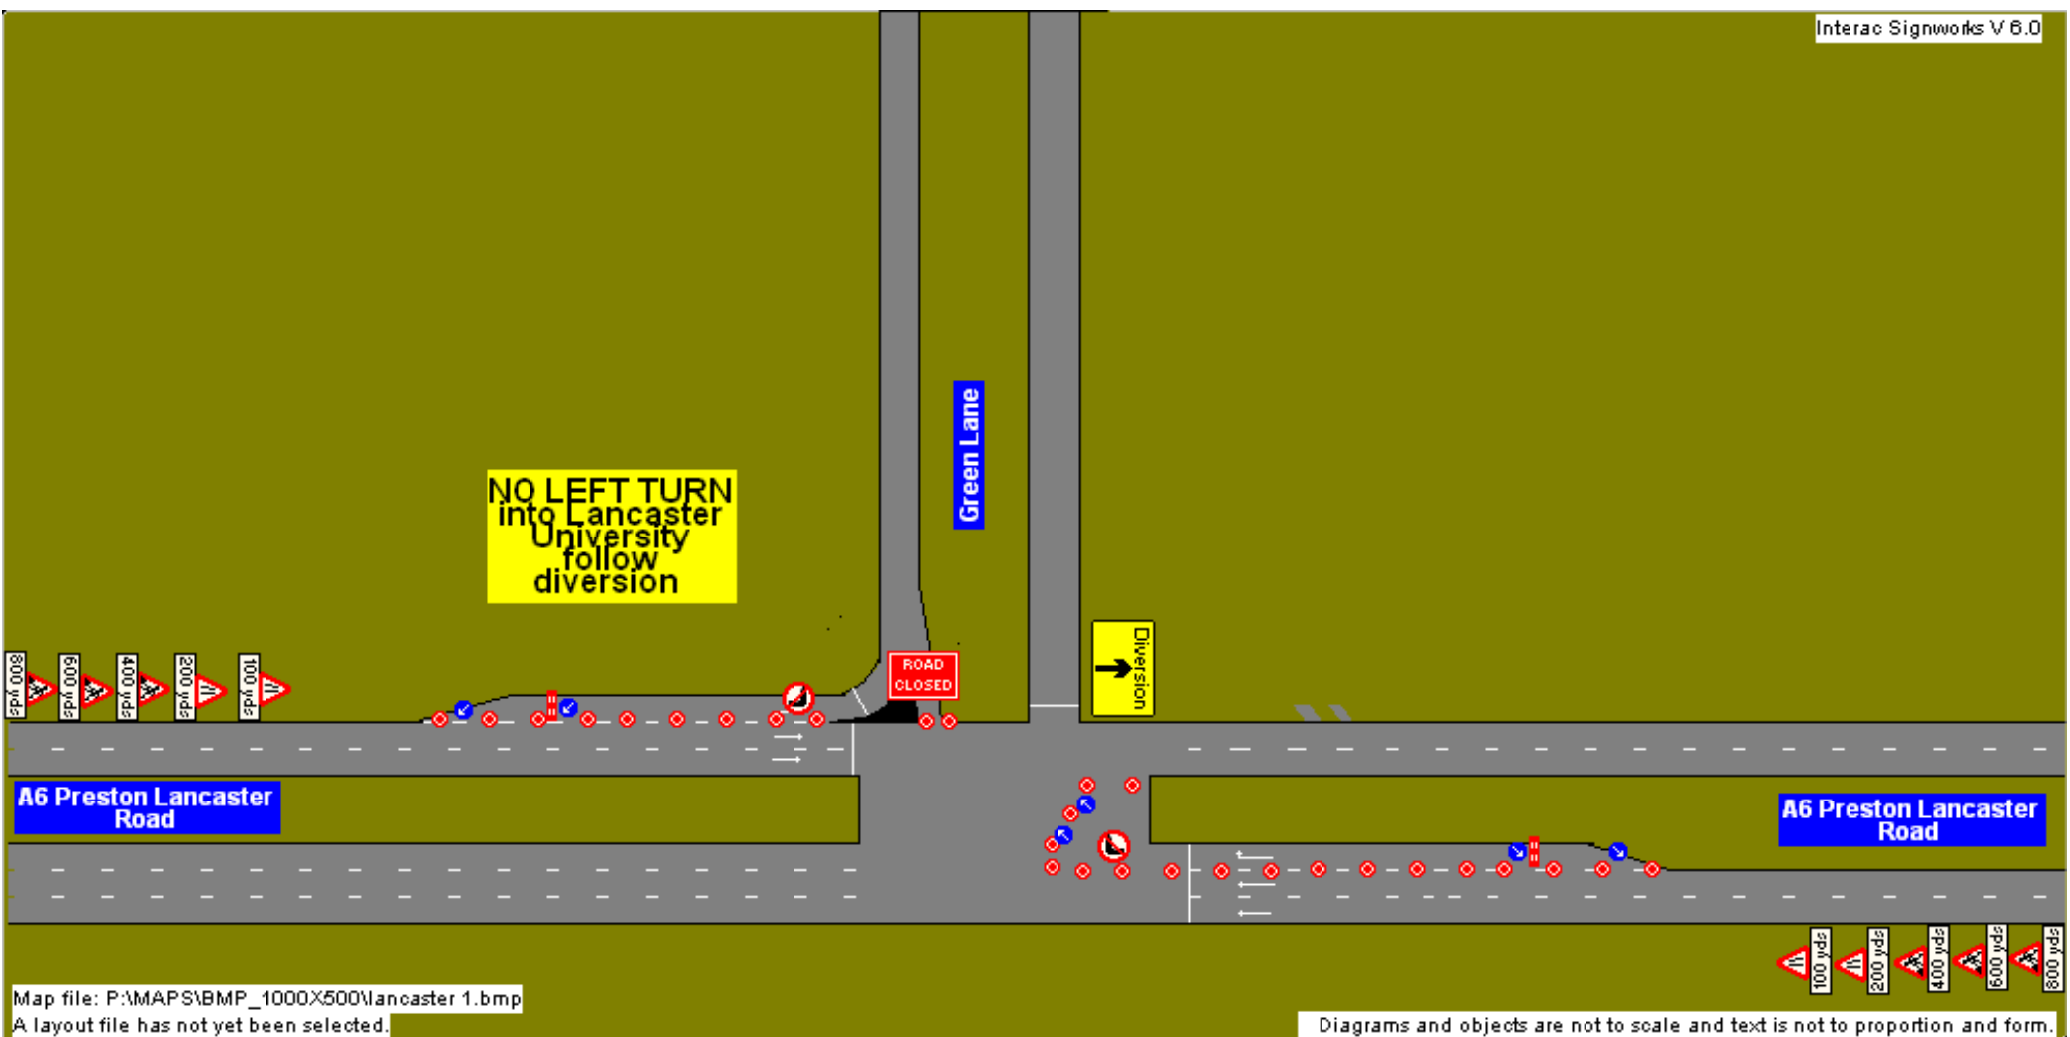 Interac Signworks V 6.0
Green Lane
NO LEFT TURN
into Lancaster
University
follow
diversion
ROAD
CLOSED
Diversion
800 yds
600 yds
400 yds
200 yds
100 yds
A6 Preston Lancaster
Road
A6 Preston Lancaster
Road
100 yds
200 yds
400 yds
600 yds
800 yds
Map file: P:\MAPS\BMP_1000X500\lancaster 1.bmp
A layout file has not yet been selected.
Diagrams and objects are not to scale and text is not to proportion and form.